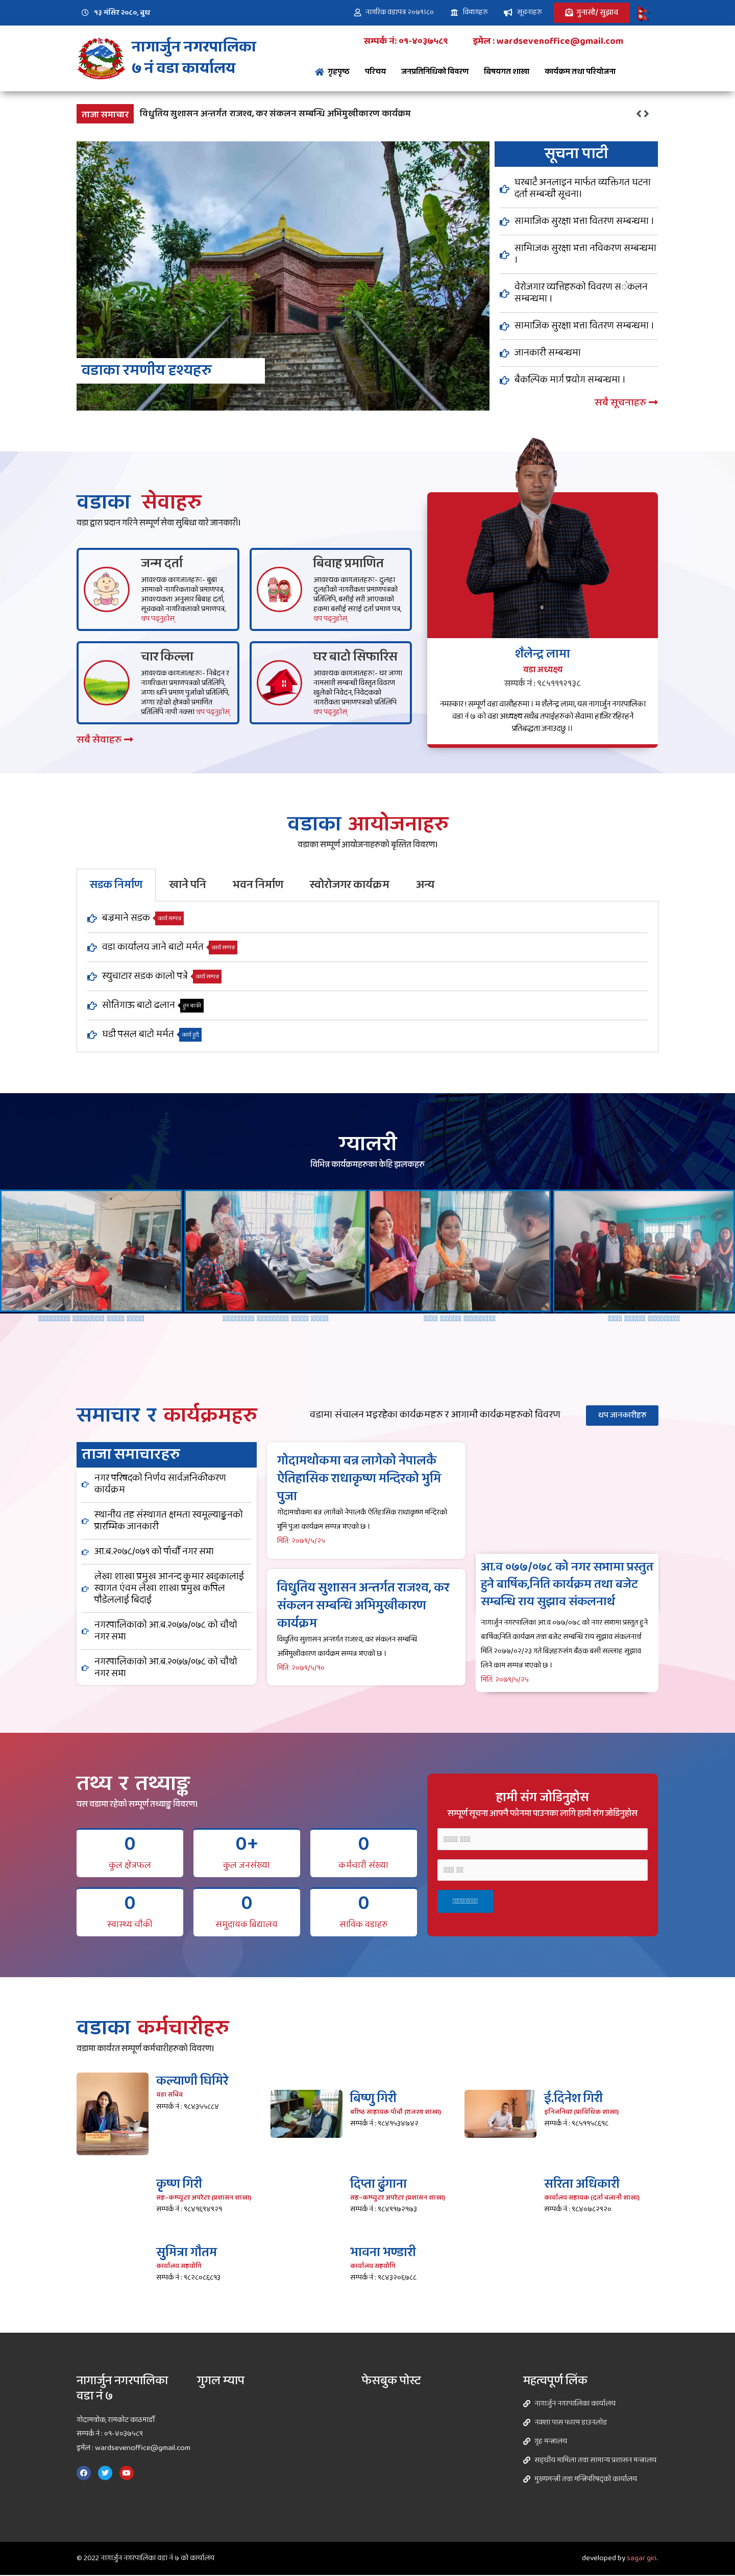 १३ मंसिर २०८०, बुध
नागरिक वडापत्र २०७९।८०
विभागहरु
सूचनाहरु
गुनासो/ सुझाव
नागार्जुन नगरपालिका
७ नं वडा कार्यालय
सम्पर्क नं: ०१-४०३७५८९
इमेल : wardsevenoffice@gmail.com
गृहपृष्ठ
परिचय
जनप्रतिनिधिको विवरण
बिषयगत शाखा
कार्यक्रम तथा परियोजना
ताजा समाचार
विधुतिय सुशासन अन्तर्गत राजश्व, कर संकलन सम्बन्धि अभिमुखीकारण कार्यक्रम
सूचना पाटी
घरबाटै अनलाइन मार्फत व्यक्तिगत घटना
दर्ता सम्बन्धी सूचना।
सामाजिक सुरक्षा भत्ता वितरण सम्बन्धमा ।
सामािजक सुरक्षा भत्ता नविकरण सम्बन्धमा
।
वेरोजगार व्यत्तिहरुको विवरण स‌ंकलन
सम्बन्धमा ।
सामाजिक सुरक्षा भत्ता वितरण सम्बन्धमा ।
जानकारी सम्बन्धमा
बैकल्पिक मार्ग प्रयोग सम्बन्धमा ।
सबै सूचनाहरु
वडाका रमणीय दृश्यहरु
वडाका सेवाहरु
वडा द्वारा प्रदान गरिने सम्पूर्ण सेवा सुबिधा वारे जानकारी।
जन्म दर्ता
आवश्यक कागजातहरुः- बुबा
आमाको नागरिकताको प्रमाणपत्र,
आवश्यकता अनुसार बिबाह दर्ता,
सूचकको नागरिकताको प्रमाणपत्र,
थप पढ्नुहोस्
बिवाह प्रमाणित
आवश्यक कागजातहरुः- दुलहा
दुलहीको नागरीकता प्रमाणपत्रको
प्रतिलिपि, बसाँई सरी आएकाको
हकमा बसाँई सराई दर्ता प्रमाण पत्र,
थप पढ्नुहोस्
चार किल्ला
आवश्यक कागजातहरुः- निबेदन र
नागरीकता प्रमाणपत्रको प्रतिलिपि,
जग्गा धनि प्रमाण पुर्जाको प्रतिलिपि,
जग्गा रहेको क्षेत्रको प्रमाणित
प्रतिलिपि नापी नक्सा थप पढ्नुहोस्
घर बाटो सिफारिस
आवश्यक कागजातहरुः- घर जग्गा
नामसारी सम्बन्धी विस्तृत विवरण
खुलेको निवेदन, निवेदकको
नागरीकता प्रमाणपत्रको प्रतिलिपि
थप पढ्नुहोस्
सबै सेवाहरु
शैलेन्द्र लामा
वडा अध्यक्ष
सम्पर्क नं : ९८५१११२१३८
नमस्कार ! सम्पूर्ण वडा वासीहरुमा । म शैलेन्द्र लामा, यस नागार्जुन नगरपालिका
वडा नं ७ को वडा अध्यक्ष सधैंब तपाईहरुको सेवामा हाजिर रहिरहने
प्रतिबद्धता जनाउदछु ।।
वडाका आयोजनाहरु
वडाका सम्पूर्ण आयोजनाहरुको बृस्तित विवरण।
सडक निर्माण
खाने पनि
भवन निर्माण
स्वोरोजगर कार्यक्रम
अन्य
बज्रमाने सडक कार्य सम्पन्न
वडा कार्यालय जाने बाटो मर्मत कार्य सम्पन्न
स्युचाटार सडक कालो पत्रे कार्य सम्पन्न
सोतिगाऊ बाटो ढलान हुन बाकी
घडी पसल बाटो मर्मत कार्य हुदै
ग्यालरी
विभिन्न कार्यक्रमहरुका केहि झलकहरु
समाचार र कार्यक्रमहरु
वडामा संचालन भइरहेका कार्यक्रमहरु र आगामी कार्यक्रमहरुको विवरण
थप जानकारीहरु
ताजा समाचारहरु
नगर परिषद्को निर्णय सार्वजनिकीकरण
कार्यक्रम
स्थानीय तह संस्थागत क्षमता स्वमूल्याङ्कनको
प्रारम्भिक जानकारी
आ.ब.२०७८/०७९ को पाँचौं नगर सभा
लेखा शाखा प्रमुख आनन्द कुमार खड्कालाई
स्वागत एंवम लेखा शाखा प्रमुख कपिल
पौडेललाई बिदाई
नगरपालिकाको आ.ब.२०७७/०७८ को चौथो
नगर सभा
नगरपालिकाको आ.ब.२०७७/०७८ को चौथो
नगर सभा
गोदामथोकमा बन्न लागेको नेपालकै
ऐतिहासिक राधाकृष्ण मन्दिरको भुमि
पुजा
गोदामथोकमा बन्न लागेको नेपालकै ऐतिहासिक राधाकृष्ण मन्दिरको
भुमि पुजा कार्यक्रम सम्पन्न भएको छ ।
मिति: २०७९/५/२५
विधुतिय सुशासन अन्तर्गत राजश्व, कर
संकलन सम्बन्धि अभिमुखीकारण
कार्यक्रम
विधुतिय सुशासन अन्तर्गत राजश्व, कर संकलन सम्बन्धि
अभिमुखीकारण कार्यक्रम सम्पन्न भएको छ ।
मिति: २०७९/५/१०
आ.व ०७७/०७८ को नगर सभामा प्रस्तुत
हुने बार्षिक,निति कार्यक्रम तथा बजेट
सम्बन्धि राय सुझाव संकलनार्थ
नागार्जुन नगरपालिका आ.व ०७७/०७८ को नगर सभामा प्रस्तुत हुने
बार्षिक,निति कार्यक्रम तथा बजेट सम्बन्धि राय सुझाव संकलनार्थ
मिति २०७७/०२/२३ गते बिज्ञहरुसंग बैठक बसी सल्लाह सुझाव
लिने काम सम्पन्न भएको छ ।
मिति: २०७९/५/२५
तथ्य र तथ्याङ्क
यस वडामा रहेको सम्पूर्ण तथ्याङ्क विवरण।
0
कुल क्षेत्रफल
0+
कुल जनसंख्या
0
कर्मचारी संख्या
0
स्वास्थ्य चौकी
0
समुदायक बिद्यालय
0
साविक वडाहरु
हामी संग जोडिनुहोस
सम्पूर्ण सूचना आफ्नै फोनमा पाउनका लागि हामी संग जोडिनुहोस
वडाका कर्मचारीहरु
वडामा कार्यरत सम्पूर्ण कर्मचारीहरुको विवरण।
कल्याणी घिमिरे
वडा सचिव
सम्पर्क नं : ९८४३५५८८४
बिष्णु गिरी
बरिष्ठ साहायक पाँचौ (राजश्व शाखा)
सम्पर्क नं : ९८४९५३४७४२
ई.दिनेश गिरी
इनिजनियर (प्राविधिक शाखा)
सम्पर्क नं : ९८५११५८६१८
कृष्ण गिरी
सह-कम्प्युटर अपरेटर (प्रशासन शाखा)
सम्पर्क नं : ९८४१६९४९२१
दिप्ता ढुंगाना
सह-कम्प्युटर अपरेटर (प्रशासन शाखा)
सम्पर्क नं : ९८४९१७२१७३
सरिता अधिकारी
कार्यालय सहायक (दर्ता चलानी शाखा)
सम्पर्क नं : ९८४०७८२९२०
सुमित्रा गौतम
कार्यालय सहयोगि
सम्पर्क नं : ९८२८०८६८१३
भावना भण्डारी
कार्यालय सहयोगि
सम्पर्क नं : ९८४३२०६७८८
नागार्जुन नगरपालिका
वडा नं ७
गोदामथोक, रामकोट काठमाडौँ
सम्पर्क नं : ०१-४०३७५८९
इमेल : wardsevenoffice@gmail.com
गुगल म्याप
फेसबुक पोस्ट
महत्वपूर्ण लिंक
नागार्जुन नगरपालिका कार्यालय
नक्शा पास फारम डाउनलोड
गृह मन्त्रालय
सङ्घीय मामिला तथा सामान्य प्रशासन मन्त्रालय
मुख्यमन्त्री तथा मन्त्रिपरिषद्को कार्यालय
© 2022 नागार्जुन नगरपालिका वडा नं ७ को कार्यालय
developed by sagar giri.